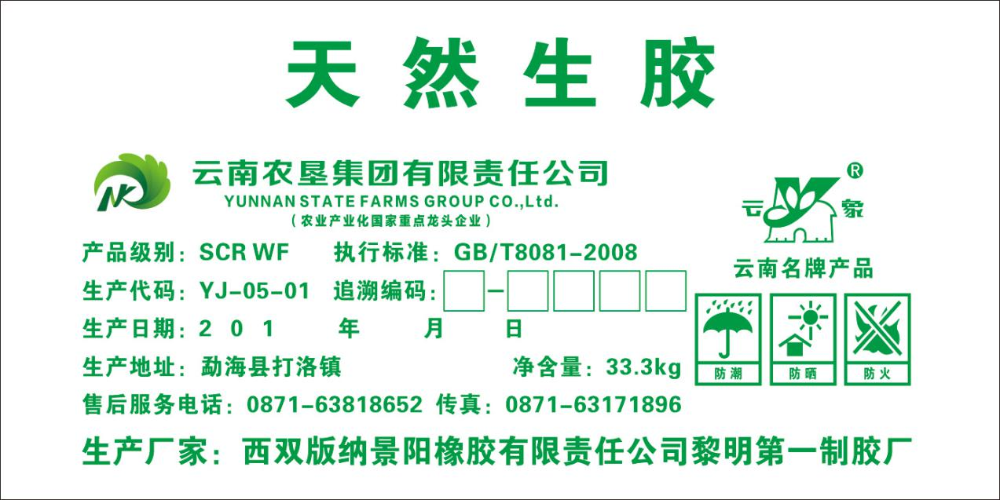 天然生胶
NK
云南农垦集团有限责任公司
YUNNAN STATE FARMS GROUP CO.,Ltd.
（农业产业化国家重点龙头企业）
®
云 象
云南名牌产品
产品级别：SCR WF 执行标准：GB/T8081-2008
生产代码：YJ-05-01 追溯编码：□-□□□□
生产日期：201 年 月 日
生产地址：勐海县打洛镇 净含量：33.3kg
防潮 防晒 防火
售后服务电话：0871-63818652 传真：0871-63171896
生产厂家：西双版纳景阳橡胶有限责任公司黎明第一制胶厂